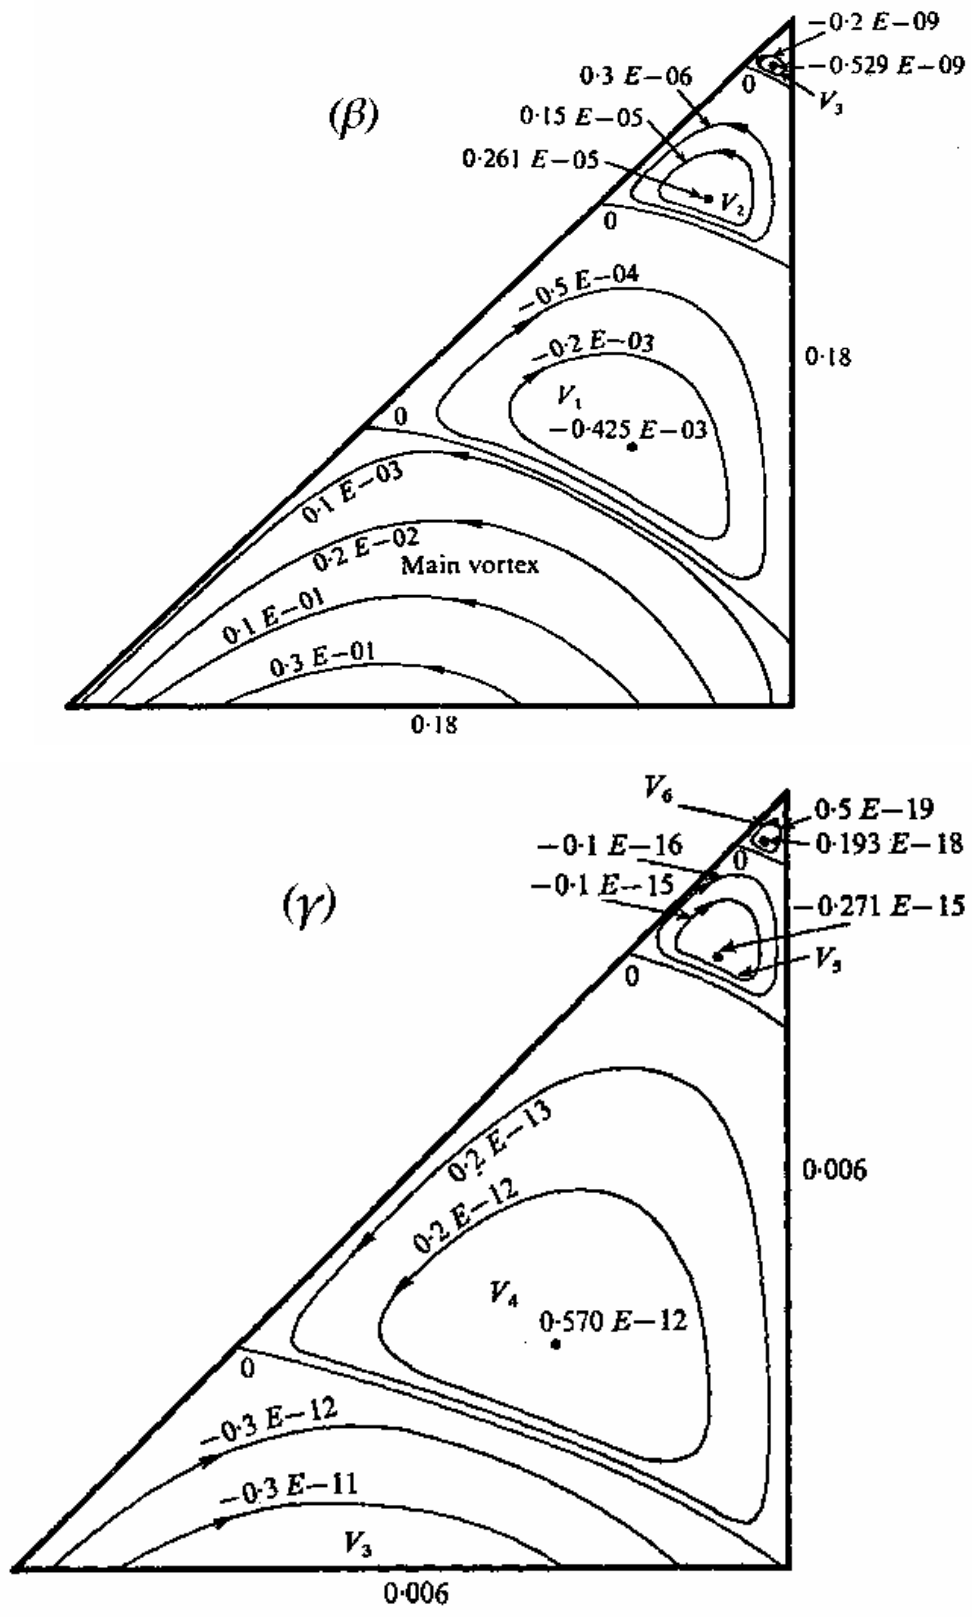 −0·2 E−09
−0·529 E−09
0
V₃
0·3 E−06
(β)
0·15 E−05
0·261 E−05
V₂
0
−0·5 E−04
−0·2 E−03
0·18
V₁
0
−0·425 E−03
0·1 E−03
0·2 E−02
Main vortex
0·1 E−01
0·3 E−01
0·18
V₆
0·5 E−19
0·193 E−18
−0·1 E−16
0
−0·1 E−15
(γ)
−0·271 E−15
V₅
0
0·2 E−13
0·006
0·2 E−12
V₄
0·570 E−12
0
−0·3 E−12
−0·3 E−11
V₃
0·006